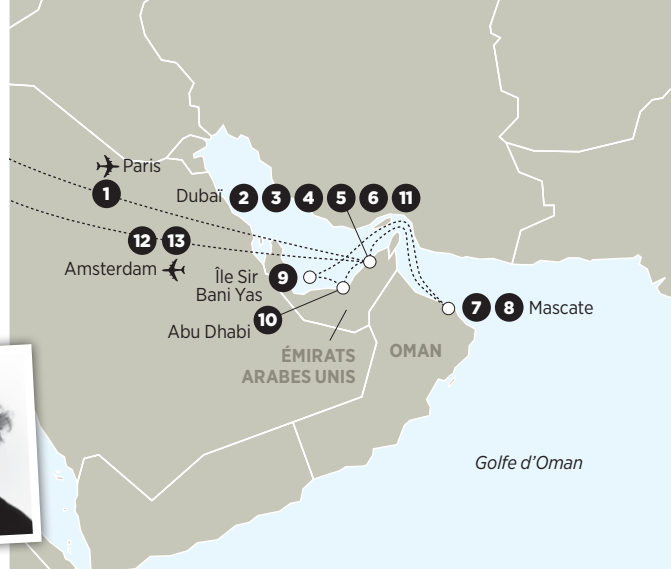 Paris
1
Dubaï 2 3 4 5 6 11
12 13
Amsterdam
Île Sir
Bani Yas
9
Abu Dhabi
10
7 8 Mascate
ÉMIRATS
ARABES UNIS
OMAN
Golfe d'Oman